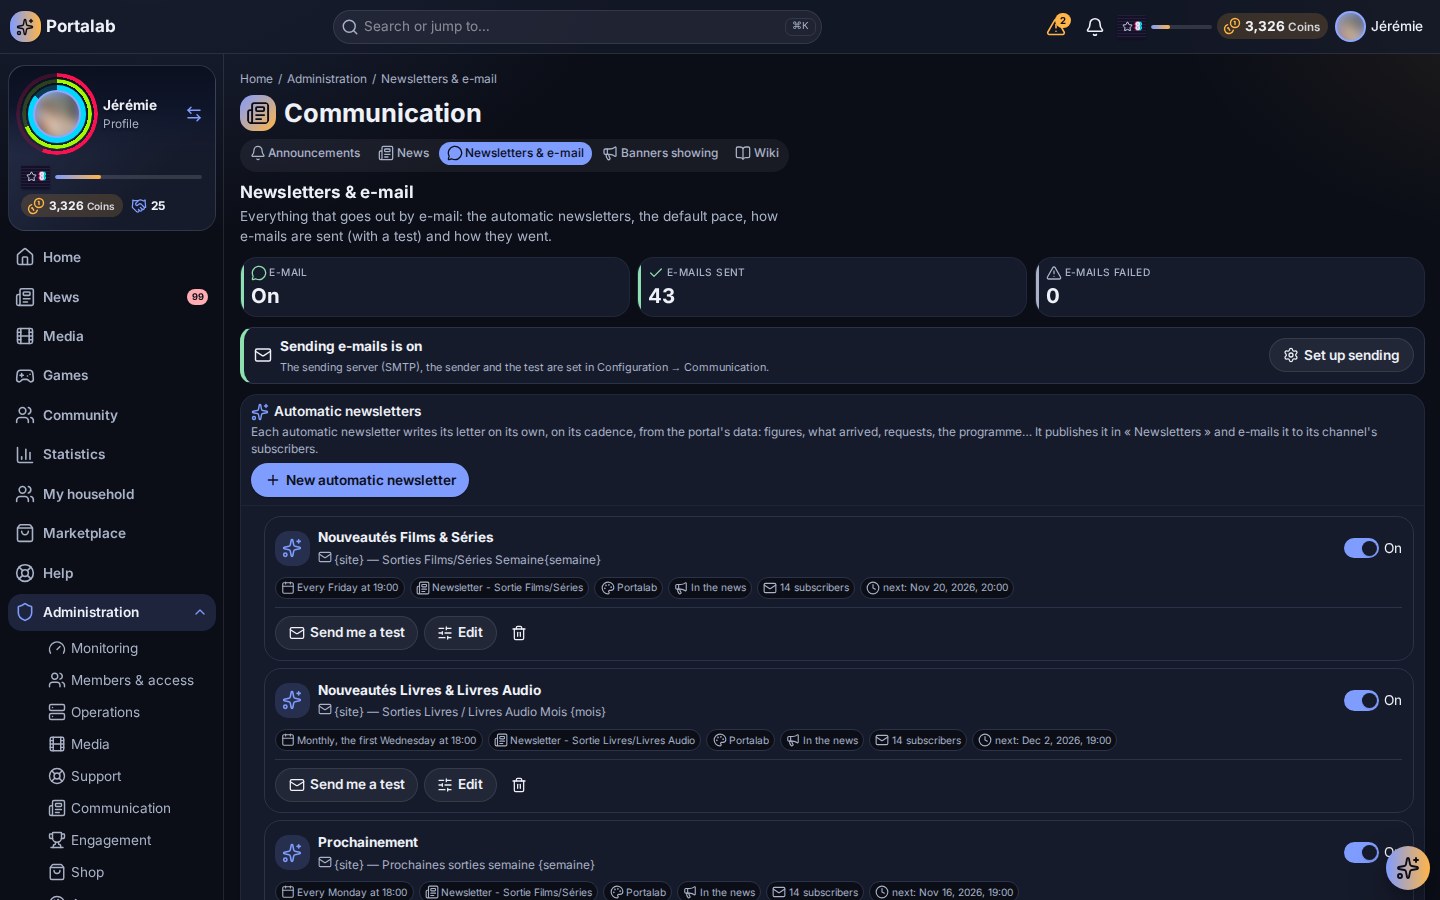 Portalab
Search or jump to...
⌘K
2
3,326 Coins
Jérémie
Jérémie
Profile
3,326 Coins
25
Home
News
99
Media
Games
Community
Statistics
My household
Marketplace
Help
Administration
Monitoring
Members & access
Operations
Media
Support
Communication
Engagement
Shop
Home / Administration / Newsletters & e-mail
Communication
Announcements
News
Newsletters & e-mail
Banners showing
Wiki
Newsletters & e-mail
Everything that goes out by e-mail: the automatic newsletters, the default pace, how
e-mails are sent (with a test) and how they went.
E-MAIL
On
E-MAILS SENT
43
E-MAILS FAILED
0
Sending e-mails is on
The sending server (SMTP), the sender and the test are set in Configuration → Communication.
Set up sending
Automatic newsletters
Each automatic newsletter writes its letter on its own, on its cadence, from the portal's data: figures, what arrived, requests, the programme... It publishes it in « Newsletters » and e-mails it to its channel's
subscribers.
New automatic newsletter
Nouveautés Films & Séries
{site} — Sorties Films/Séries Semaine{semaine}
On
Every Friday at 19:00
Newsletter - Sortie Films/Séries
Portalab
In the news
14 subscribers
next: Nov 20, 2026, 20:00
Send me a test
Edit
Nouveautés Livres & Livres Audio
{site} — Sorties Livres / Livres Audio Mois {mois}
On
Monthly, the first Wednesday at 18:00
Newsletter - Sortie Livres/Livres Audio
Portalab
In the news
14 subscribers
next: Dec 2, 2026, 19:00
Send me a test
Edit
Prochainement
{site} — Prochaines sorties semaine {semaine}
Every Monday at 18:00
Newsletter - Sortie Films/Séries
Portalab
In the news
14 subscribers
next: Nov 16, 2026, 19:00